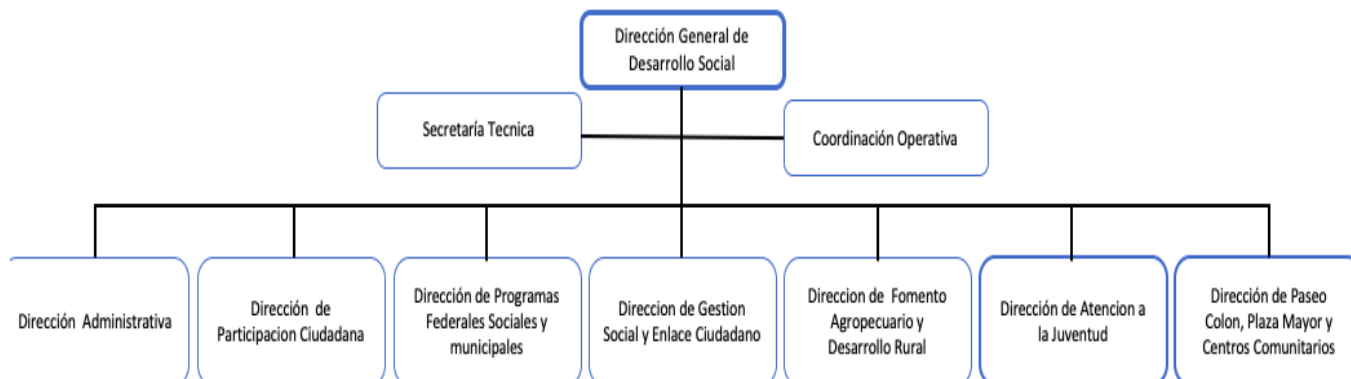 Dirección General de
Desarrollo Social
Secretaría Tecnica
Coordinación Operativa
Dirección Administrativa
Dirección de
Participacion Ciudadana
Dirección de Programas
Federales Sociales y
municipales
Direccion de Gestion
Social y Enlace Ciudadano
Direccion de Fomento
Agropecuario y
Desarrollo Rural
Dirección de Atencion a
la Juventud
Dirección de Paseo
Colon, Plaza Mayor y
Centros Comunitarios